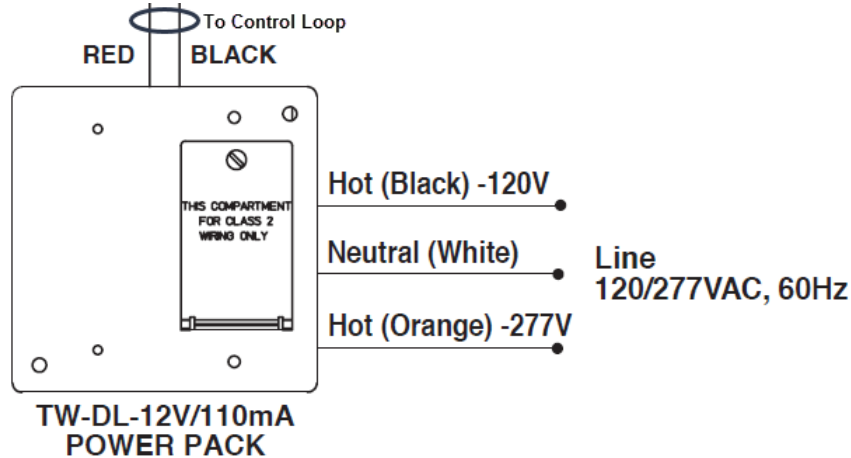 To Control Loop
RED BLACK
Hot (Black) -120V
THIS COMPARTMENT
FOR CLASS 2
WIRING ONLY
Neutral (White)
Line
120/277VAC, 60Hz
Hot (Orange) -277V
TW-DL-12V/110mA
POWER PACK